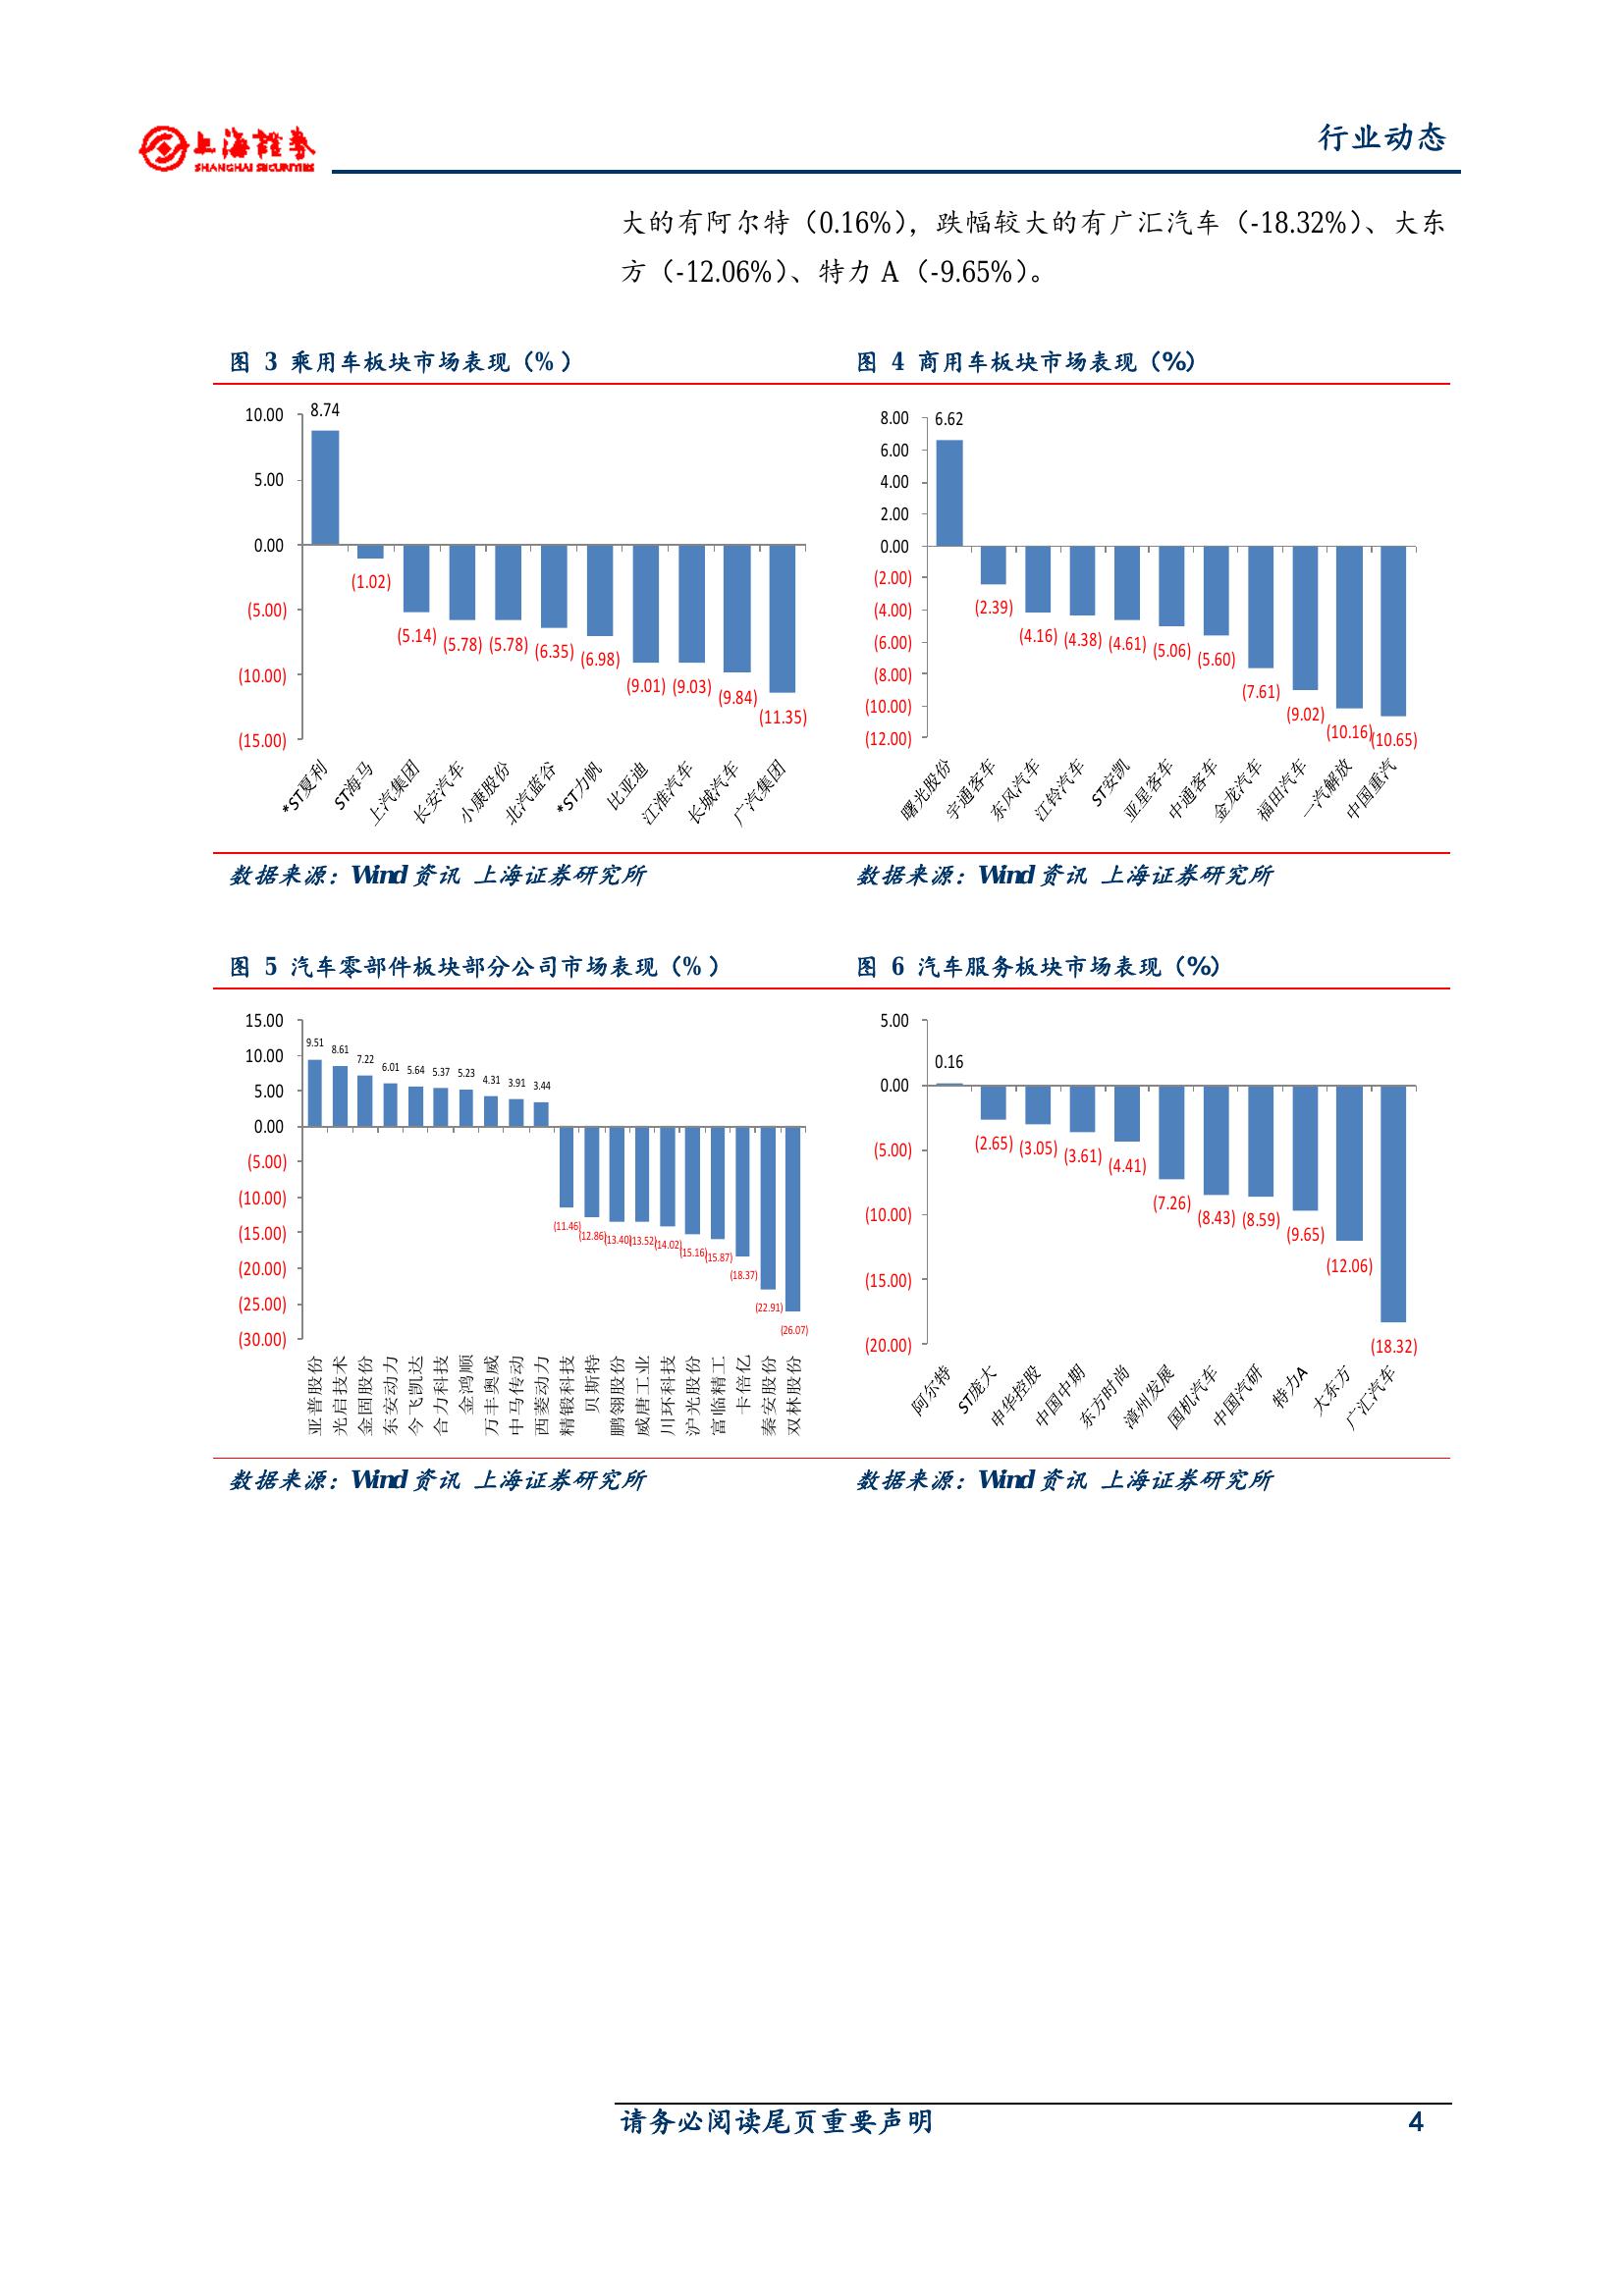 上海證券
SHANGHAI SECURITIES
行业动态
大的有阿尔特（0.16%），跌幅较大的有广汇汽车（-18.32%）、大东
方（-12.06%）、特力 A（-9.65%）。
图 3 乘用车板块市场表现（%）
10.00
5.00
0.00
(5.00)
(10.00)
(15.00)
8.74
(1.02)
(5.14)
(5.78)
(5.78)
(6.35)
(6.98)
(9.01)
(9.03)
(9.84)
(11.35)
*ST夏利
ST海马
上汽集团
长安汽车
小康股份
北汽蓝谷
*ST力帆
比亚迪
江淮汽车
长城汽车
广汽集团
数据来源：Wind 资讯 上海证券研究所
图 4 商用车板块市场表现（%）
8.00
6.00
4.00
2.00
0.00
(2.00)
(4.00)
(6.00)
(8.00)
(10.00)
(12.00)
6.62
(2.39)
(4.16)
(4.38)
(4.61)
(5.06)
(5.60)
(7.61)
(9.02)
(10.16)
(10.65)
曙光股份
宇通客车
东风汽车
江铃汽车
ST安凯
亚星客车
中通客车
金龙汽车
福田汽车
一汽解放
中国重汽
数据来源：Wind 资讯 上海证券研究所
图 5 汽车零部件板块部分公司市场表现（%）
15.00
10.00
5.00
0.00
(5.00)
(10.00)
(15.00)
(20.00)
(25.00)
(30.00)
9.51
8.61
7.22
6.01
5.64
5.37
5.23
4.31
3.91
3.44
(11.46)
(12.86)
(13.40)
(13.52)
(14.02)
(15.16)
(15.87)
(18.37)
(22.91)
(26.07)
亚普股份
光启技术
金固股份
东安动力
今飞凯达
合力科技
金鸿顺
万丰奥威
中马传动
西菱动力
精锻科技
贝斯特
鹏翎股份
威唐工业
川环科技
沪光股份
富临精工
卡倍亿
秦安股份
双林股份
数据来源：Wind 资讯 上海证券研究所
图 6 汽车服务板块市场表现（%）
5.00
0.00
(5.00)
(10.00)
(15.00)
(20.00)
0.16
(2.65)
(3.05)
(3.61)
(4.41)
(7.26)
(8.43)
(8.59)
(9.65)
(12.06)
(18.32)
阿尔特
ST庞大
申华控股
中国中期
东方时尚
漳州发展
国机汽车
中国汽研
特力A
大东方
广汇汽车
数据来源：Wind 资讯 上海证券研究所
请务必阅读尾页重要声明
4